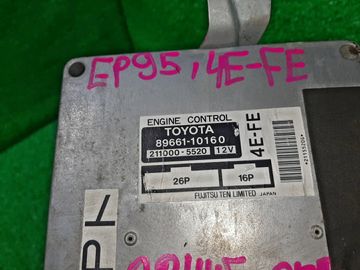 EP95, 4E-FE
ENGINE CONTROL
TOYOTA
89661-10160
211000-5520 12V
4E-FE
26P 16P
FUJITSU TEN LIMITED JAPAN